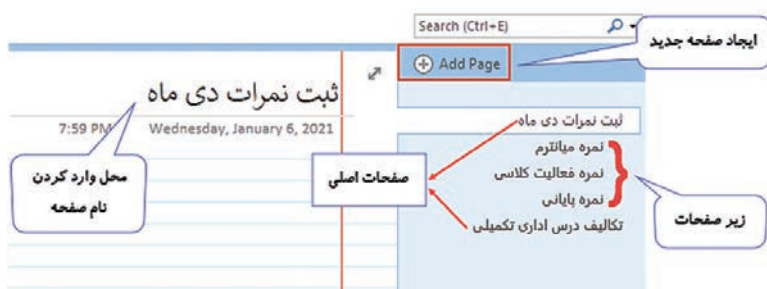 Search (Ctrl+E)
ایجاد صفحه جدید
Add Page
ثبت نمرات دی ماه
7:59 PM
Wednesday, January 6, 2021
محل وارد کردن
نام صفحه
صفحات اصلی
ثبت نمرات دی ماه
نمره میانترم
نمره فعالیت کلاسی
نمره پایانی
تکالیف درس اداری تکمیلی
زیر صفحات